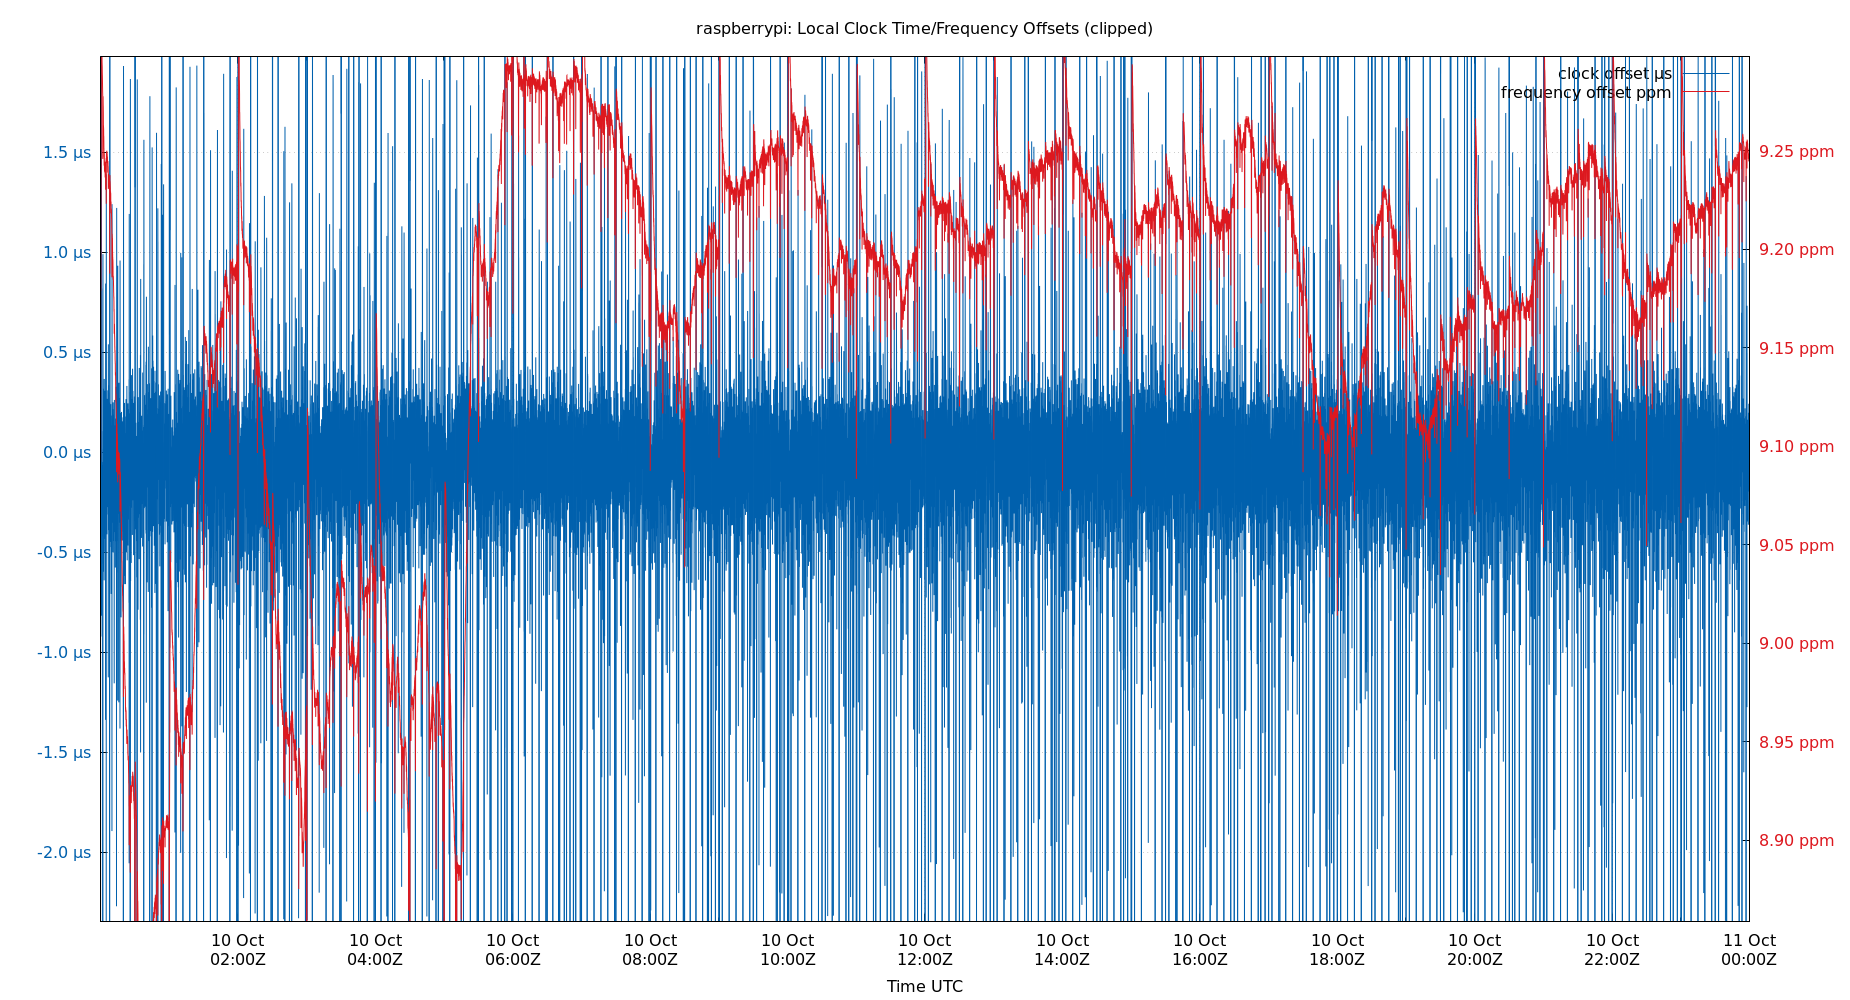 raspberrypi: Local Clock Time/Frequency Offsets (clipped)
clock offset µs
frequency offset ppm
1.5 µs
1.0 µs
0.5 µs
0.0 µs
-0.5 µs
-1.0 µs
-1.5 µs
-2.0 µs
9.25 ppm
9.20 ppm
9.15 ppm
9.10 ppm
9.05 ppm
9.00 ppm
8.95 ppm
8.90 ppm
10 Oct
02:00Z
10 Oct
04:00Z
10 Oct
06:00Z
10 Oct
08:00Z
10 Oct
10:00Z
10 Oct
12:00Z
10 Oct
14:00Z
10 Oct
16:00Z
10 Oct
18:00Z
10 Oct
20:00Z
10 Oct
22:00Z
11 Oct
00:00Z
Time UTC